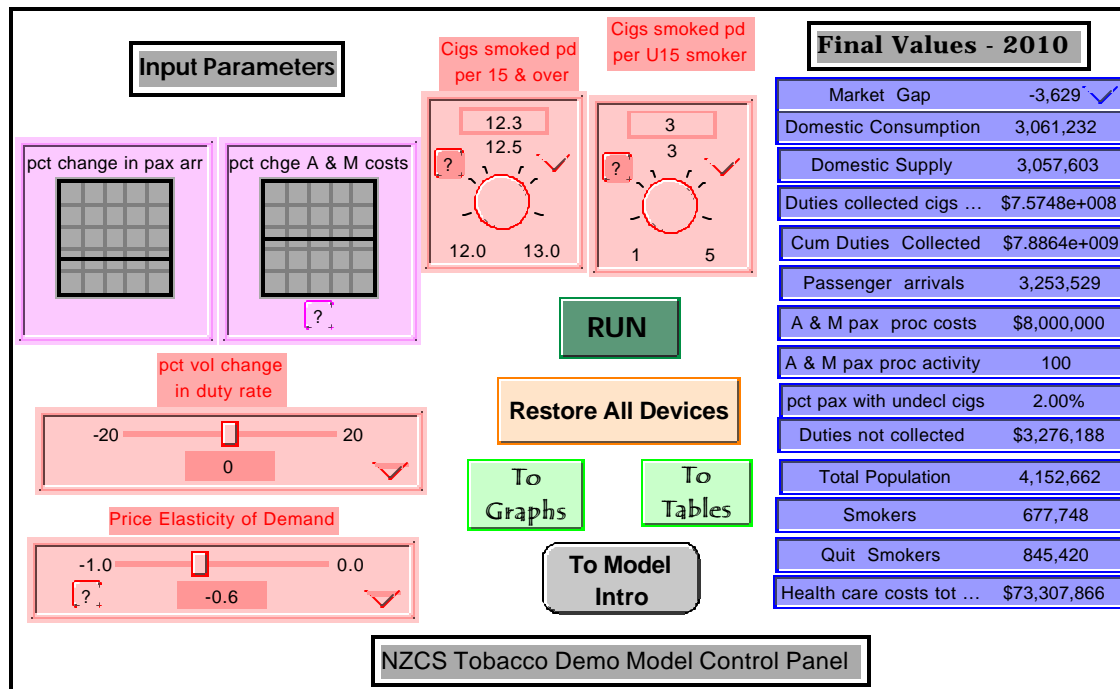 Input Parameters
Cigs smoked pd
per 15 & over
Cigs smoked pd
per U15 smoker
Final Values - 2010
pct change in pax arr
pct chge A & M costs
?
12.3
12.5
?
12.0 13.0
3
3
?
1 5
RUN
Restore All Devices
To
Graphs
To
Tables
To Model
Intro
pct vol change
in duty rate
-20 20
0
Price Elasticity of Demand
-1.0 0.0
?
-0.6
Market Gap -3,629
Domestic Consumption 3,061,232
Domestic Supply 3,057,603
Duties collected cigs ... $7.5748e+008
Cum Duties Collected $7.8864e+009
Passenger arrivals 3,253,529
A & M pax proc costs $8,000,000
A & M pax proc activity 100
pct pax with undecl cigs 2.00%
Duties not collected $3,276,188
Total Population 4,152,662
Smokers 677,748
Quit Smokers 845,420
Health care costs tot ... $73,307,866
NZCS Tobacco Demo Model Control Panel